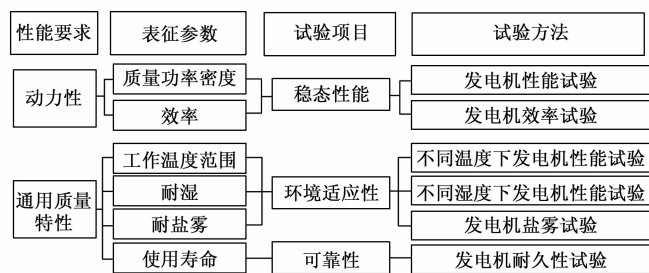 性能要求
表征参数
试验项目
试验方法
动力性
质量功率密度
效率
稳态性能
发电机性能试验
发电机效率试验
通用质量
特性
工作温度范围
耐湿
耐盐雾
使用寿命
环境适应性
可靠性
不同温度下发电机性能试验
不同湿度下发电机性能试验
发电机盐雾试验
发电机耐久性试验